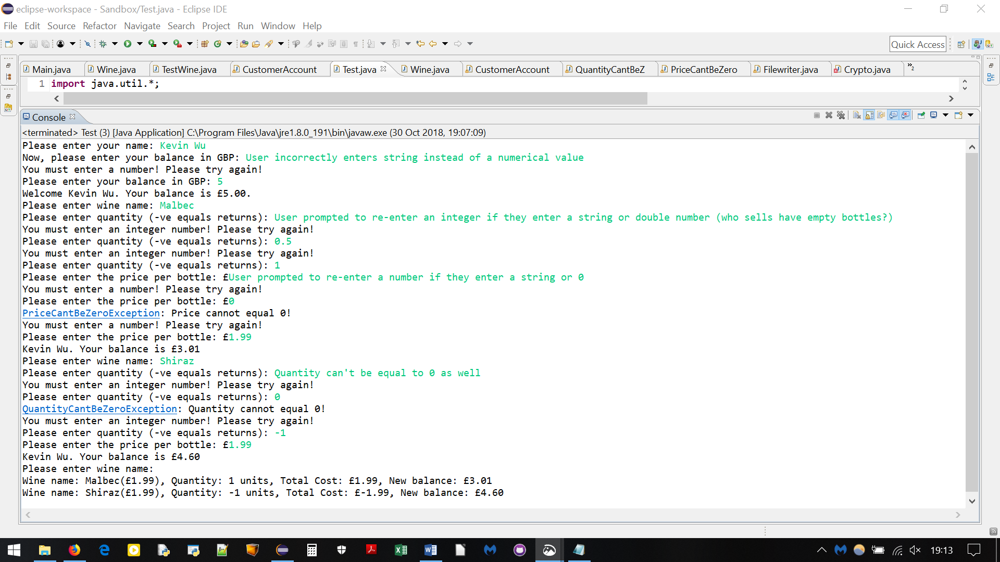 eclipse-workspace - Sandbox/Test.java - Eclipse IDE
File Edit Source Refactor Navigate Search Project Run Window Help
Quick Access
Main.java Wine.java TestWine.java CustomerAccount Test.java Wine.java CustomerAccount QuantityCantBeZ PriceCantBeZero Filewriter.java Crypto.java »2
1 import java.util.*;
Console
<terminated> Test (3) [Java Application] C:\Program Files\Java\jre1.8.0_191\bin\javaw.exe (30 Oct 2018, 19:07:09)
Please enter your name: Kevin Wu
Now, please enter your balance in GBP: User incorrectly enters string instead of a numerical value
You must enter a number! Please try again!
Please enter your balance in GBP: 5
Welcome Kevin Wu. Your balance is £5.00.
Please enter wine name: Malbec
Please enter quantity (-ve equals returns): User prompted to re-enter an integer if they enter a string or double number (who sells have empty bottles?)
You must enter an integer number! Please try again!
Please enter quantity (-ve equals returns): 0.5
You must enter an integer number! Please try again!
Please enter quantity (-ve equals returns): 1
Please enter the price per bottle: £User prompted to re-enter a number if they enter a string or 0
You must enter a number! Please try again!
Please enter the price per bottle: £0
PriceCantBeZeroException: Price cannot equal 0!
You must enter a number! Please try again!
Please enter the price per bottle: £1.99
Kevin Wu. Your balance is £3.01
Please enter wine name: Shiraz
Please enter quantity (-ve equals returns): Quantity can't be equal to 0 as well
You must enter an integer number! Please try again!
Please enter quantity (-ve equals returns): 0
QuantityCantBeZeroException: Quantity cannot equal 0!
You must enter an integer number! Please try again!
Please enter quantity (-ve equals returns): -1
Please enter the price per bottle: £1.99
Kevin Wu. Your balance is £4.60
Please enter wine name:
Wine name: Malbec(£1.99), Quantity: 1 units, Total Cost: £1.99, New balance: £3.01
Wine name: Shiraz(£1.99), Quantity: -1 units, Total Cost: £-1.99, New balance: £4.60
19:13